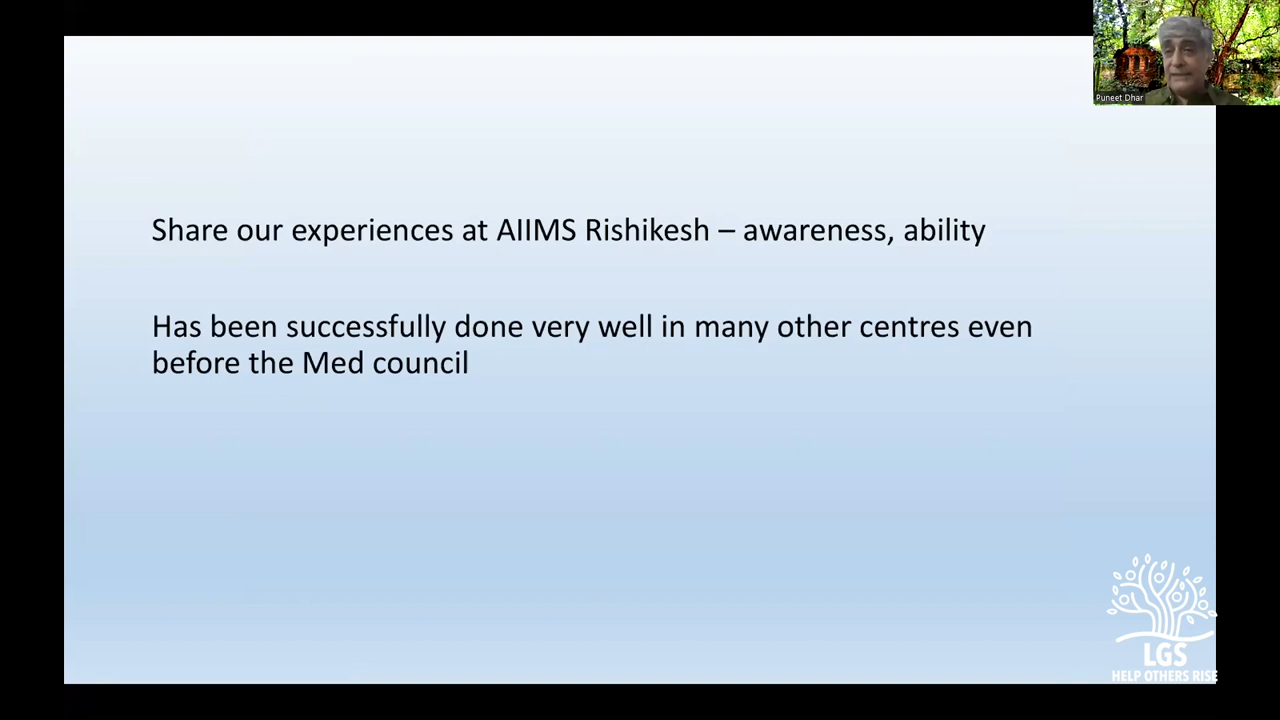 Puneet Dhar
Share our experiences at AIIMS Rishikesh – awareness, ability
Has been successfully done very well in many other centres even
before the Med council
LGS
HELP OTHERS RISE